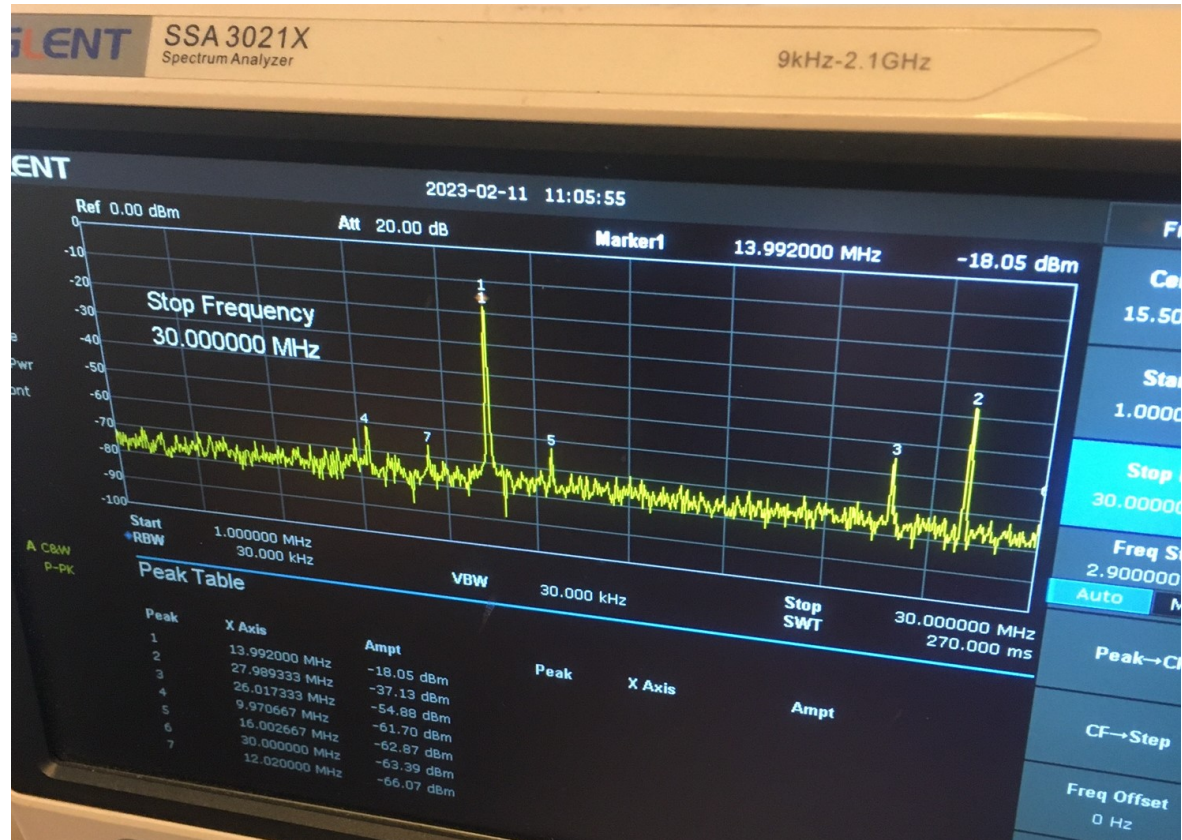 SIGLENT SSA 3021X
Spectrum Analyzer
9kHz-2.1GHz
LENT
2023-02-11 11:05:55
Ref 0.00 dBm Att 20.00 dB Marker1 13.992000 MHz -18.05 dBm
0
-10
-20
-30
-40
-50
-60
-70
-80
-90
-100
Stop Frequency
30.000000 MHz
1
4
7
5
3
2
Start 1.000000 MHz
RBW 30.000 kHz
VBW 30.000 kHz
Stop 30.000000 MHz
SWT 270.000 ms
A C&W
P-PK
Peak Table
Peak X Axis Ampt Peak X Axis Ampt
1 13.992000 MHz -18.05 dBm
2 27.989333 MHz -37.13 dBm
3 26.017333 MHz -54.88 dBm
4 9.970667 MHz -61.70 dBm
5 16.002667 MHz -62.87 dBm
6 30.000000 MHz -63.39 dBm
7 12.020000 MHz -66.07 dBm
15.50
1.0000
Stop
30.000000
2.900000
Auto
Peak→CF
CF→Step
Freq Offset
0 Hz